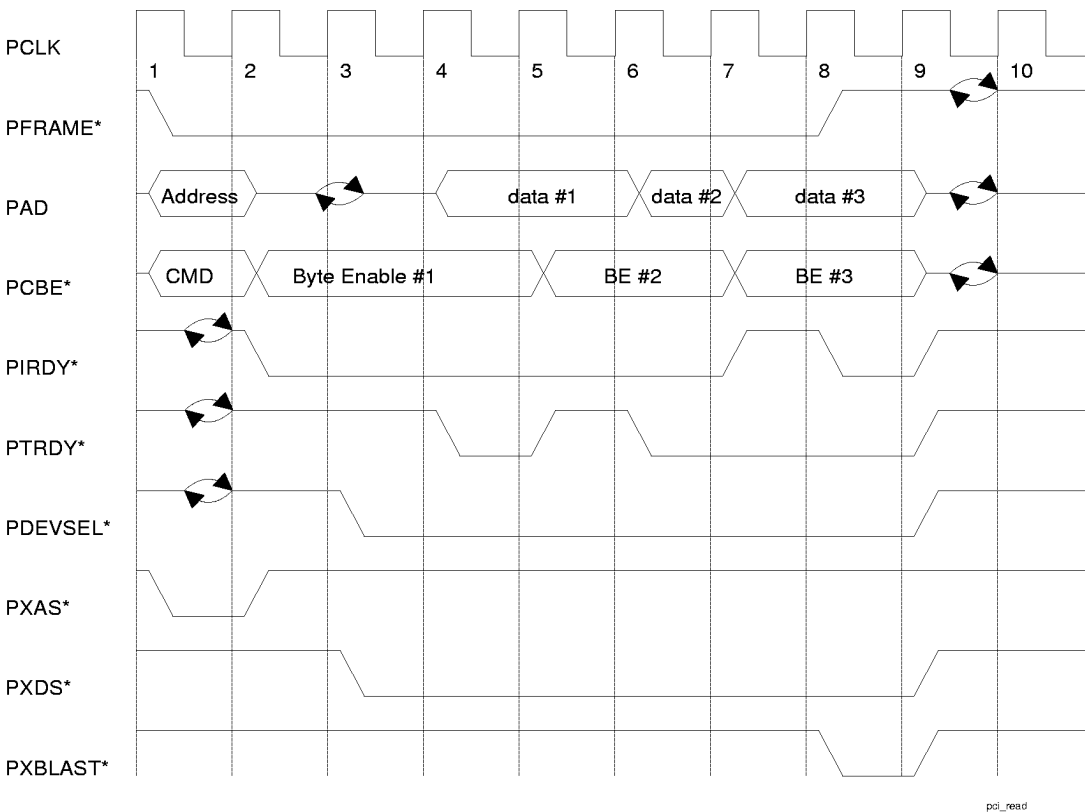 PCLK
1 2 3 4 5 6 7 8 9 10
PFRAME*
PAD Address data #1 data #2 data #3
PCBE* CMD Byte Enable #1 BE #2 BE #3
PIRDY*
PTRDY*
PDEVSEL*
PXAS*
PXDS*
PXBLAST*
pci_read